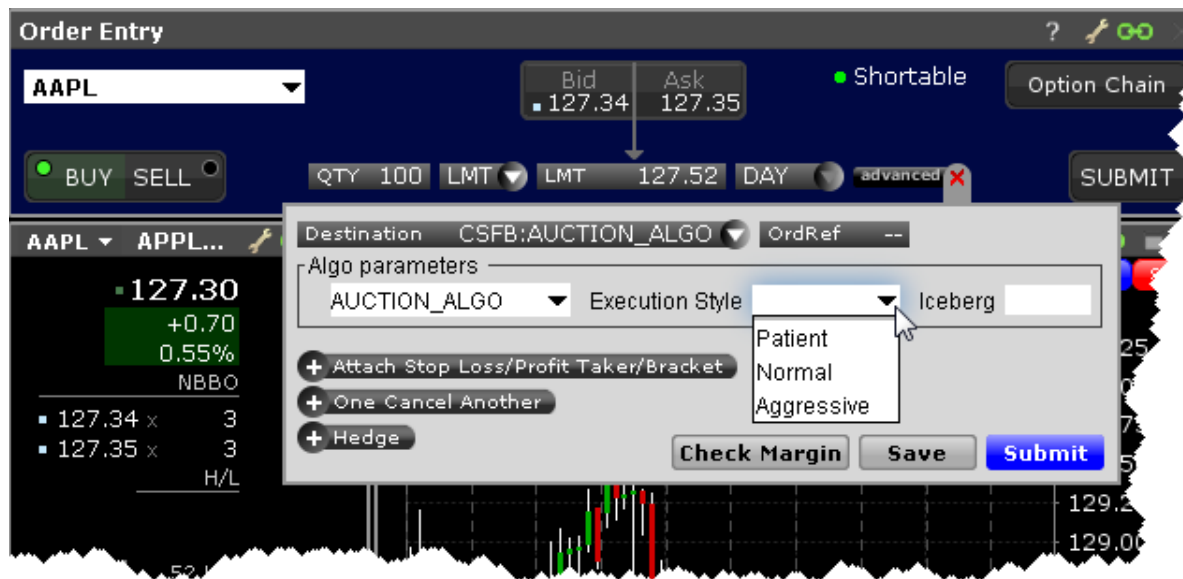 Order Entry ?
AAPL
Bid Ask
127.34 127.35
Shortable
Option Chain
BUY SELL
QTY 100 LMT LMT 127.52 DAY advanced
SUBMIT
AAPL APPL...
127.30
+0.70
0.55%
NBBO
127.34 x 3
127.35 x 3
H/L
Destination CSFB:AUCTION_ALGO OrdRef --
Algo parameters
AUCTION_ALGO Execution Style Iceberg
Patient
Normal
Aggressive
+ Attach Stop Loss/Profit Taker/Bracket
+ One Cancel Another
+ Hedge
Check Margin Save Submit
129.00